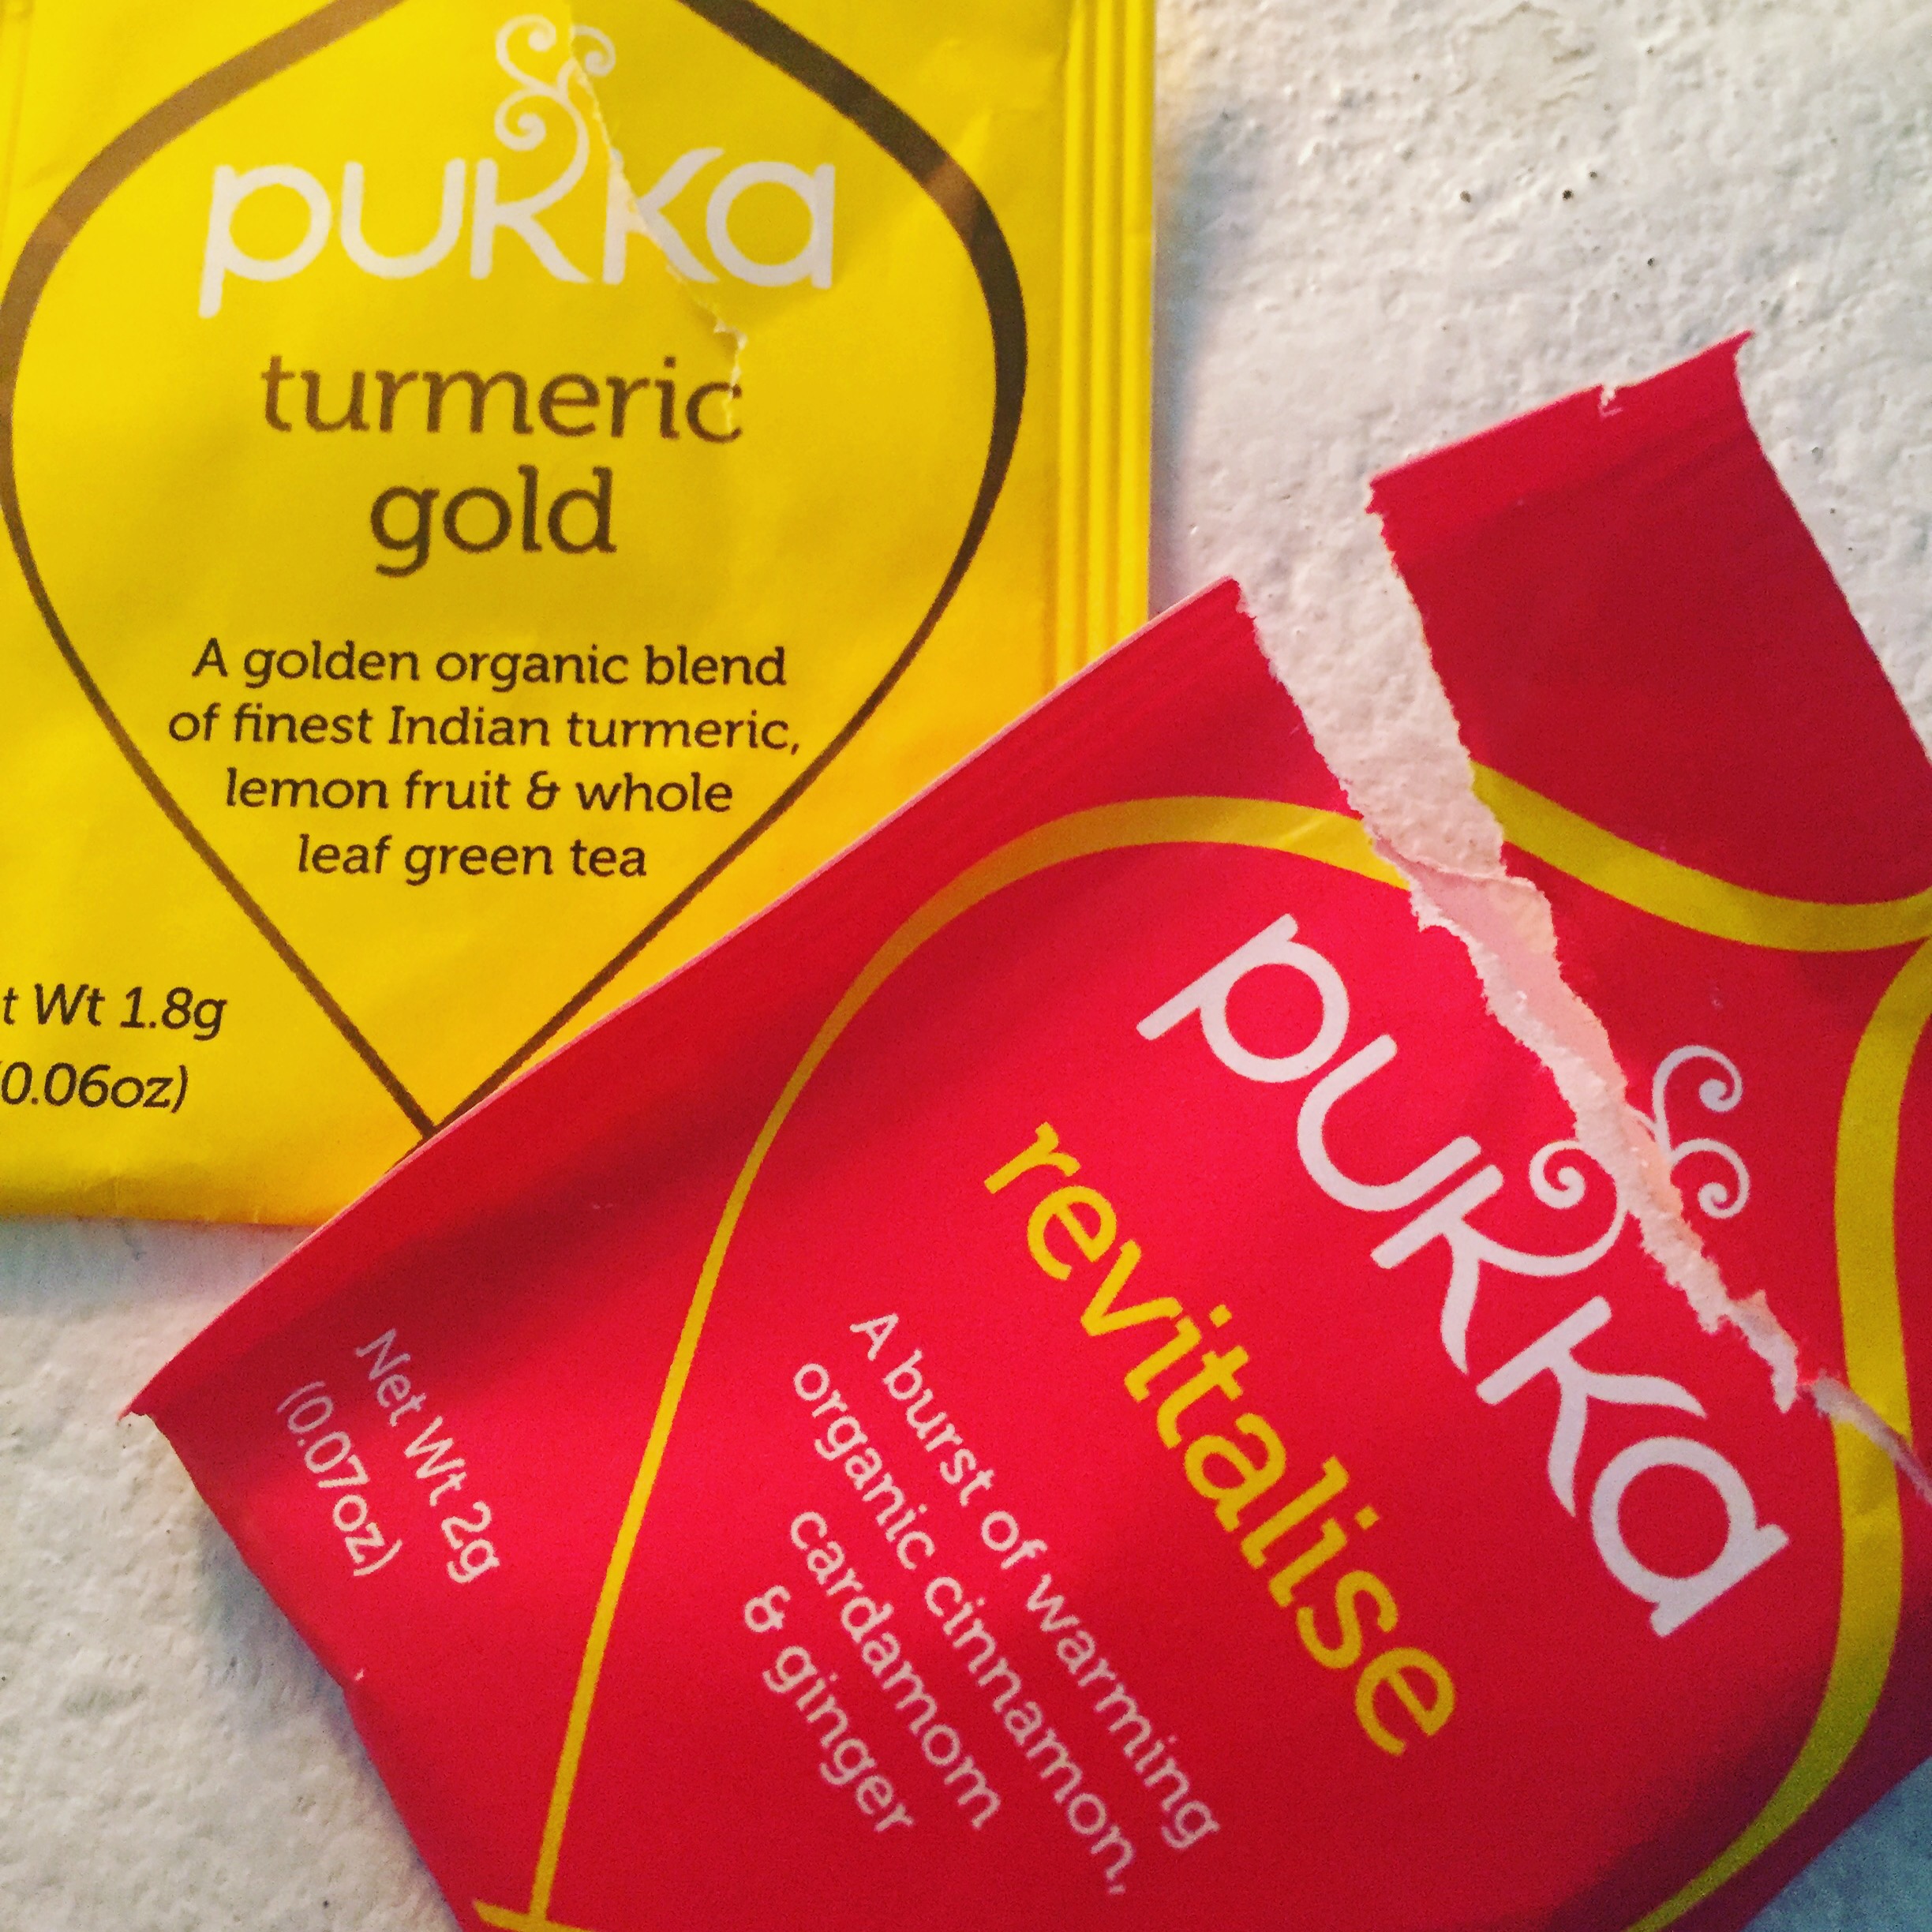 pukka
turmeric
gold
A golden organic blend
of finest Indian turmeric,
lemon fruit & whole
leaf green tea
t Wt 1.8g
(0.06oz)
pukka
revitalise
A burst of warming
organic cinnamon,
cardamom
& ginger
Net Wt 2g
(0.07oz)